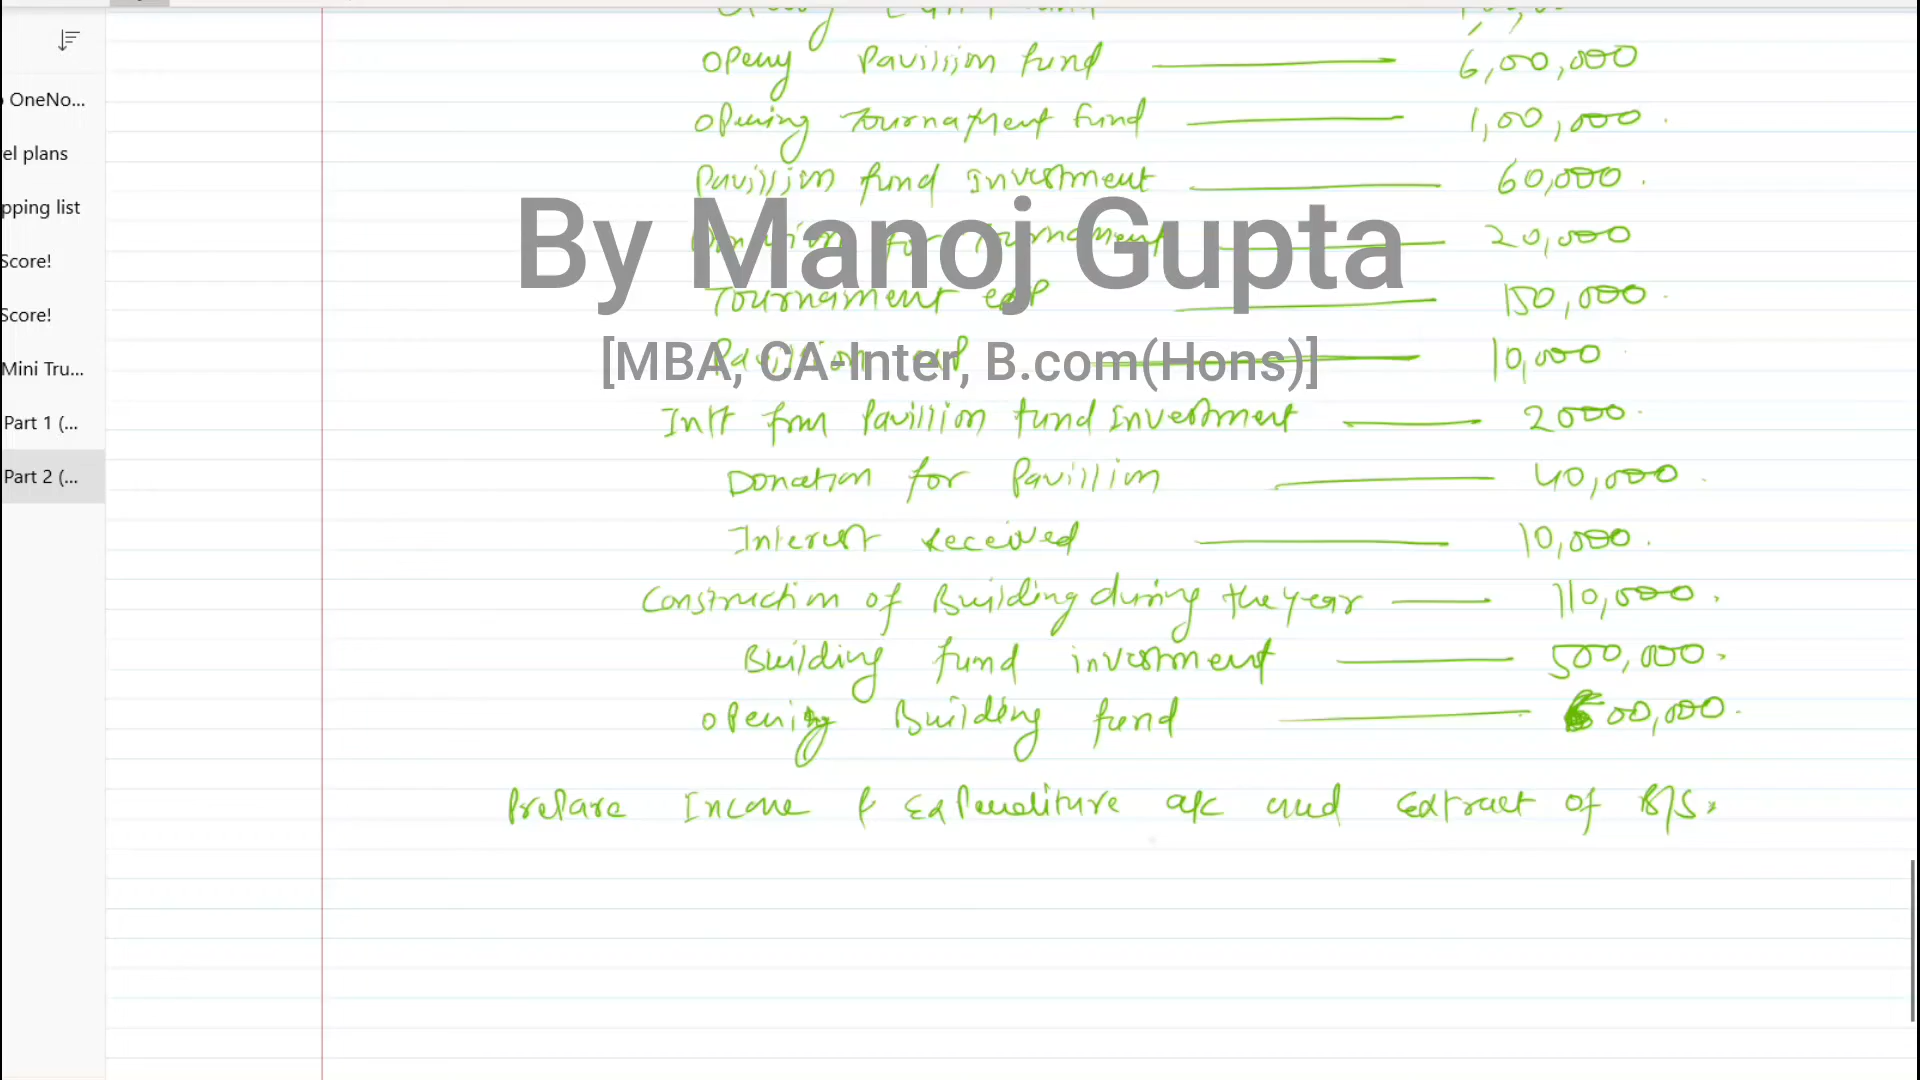 OneNo...
el plans
pping list
Score!
Score!
Mini Tru...
Part 1 (...
Part 2 (...
Opening Pavillion fund 6,00,000
Opening Tournament fund 1,00,000.
Pavillion fund Investment 60,000.
By Manoj Gupta
for Tournament 20,000
Tournament exp 150,000.
[MBA, CA-Inter, B.com(Hons)]
Pavillion exp 10,000
Intt from Pavillion fund Investment 2000.
Donation for Pavillion 40,000.
Interest received 10,000.
Construction of Building during the year 110,000.
Building fund investment 500,000.
Opening Building fund 00,000.
Prepare Income & Expenditure a/c and extract of B/S.